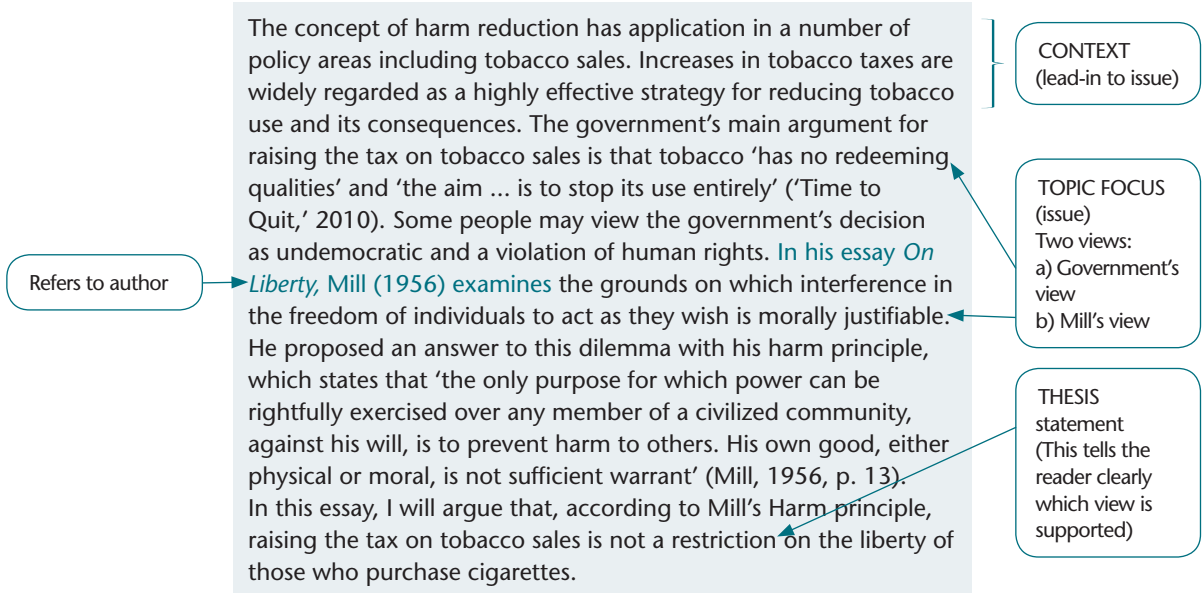 The concept of harm reduction has application in a number of
policy areas including tobacco sales. Increases in tobacco taxes are
widely regarded as a highly effective strategy for reducing tobacco
use and its consequences. The government’s main argument for
raising the tax on tobacco sales is that tobacco ‘has no redeeming
qualities’ and ‘the aim ... is to stop its use entirely’ (‘Time to
Quit,’ 2010). Some people may view the government’s decision
as undemocratic and a violation of human rights. In his essay On
Liberty, Mill (1956) examines the grounds on which interference in
the freedom of individuals to act as they wish is morally justifiable.
He proposed an answer to this dilemma with his harm principle,
which states that ‘the only purpose for which power can be
rightfully exercised over any member of a civilized community,
against his will, is to prevent harm to others. His own good, either
physical or moral, is not sufficient warrant’ (Mill, 1956, p. 13).
In this essay, I will argue that, according to Mill’s Harm principle,
raising the tax on tobacco sales is not a restriction on the liberty of
those who purchase cigarettes.
Refers to author
CONTEXT
(lead-in to issue)
TOPIC FOCUS
(issue)
Two views:
a) Government’s
view
b) Mill’s view
THESIS
statement
(This tells the
reader clearly
which view is
supported)